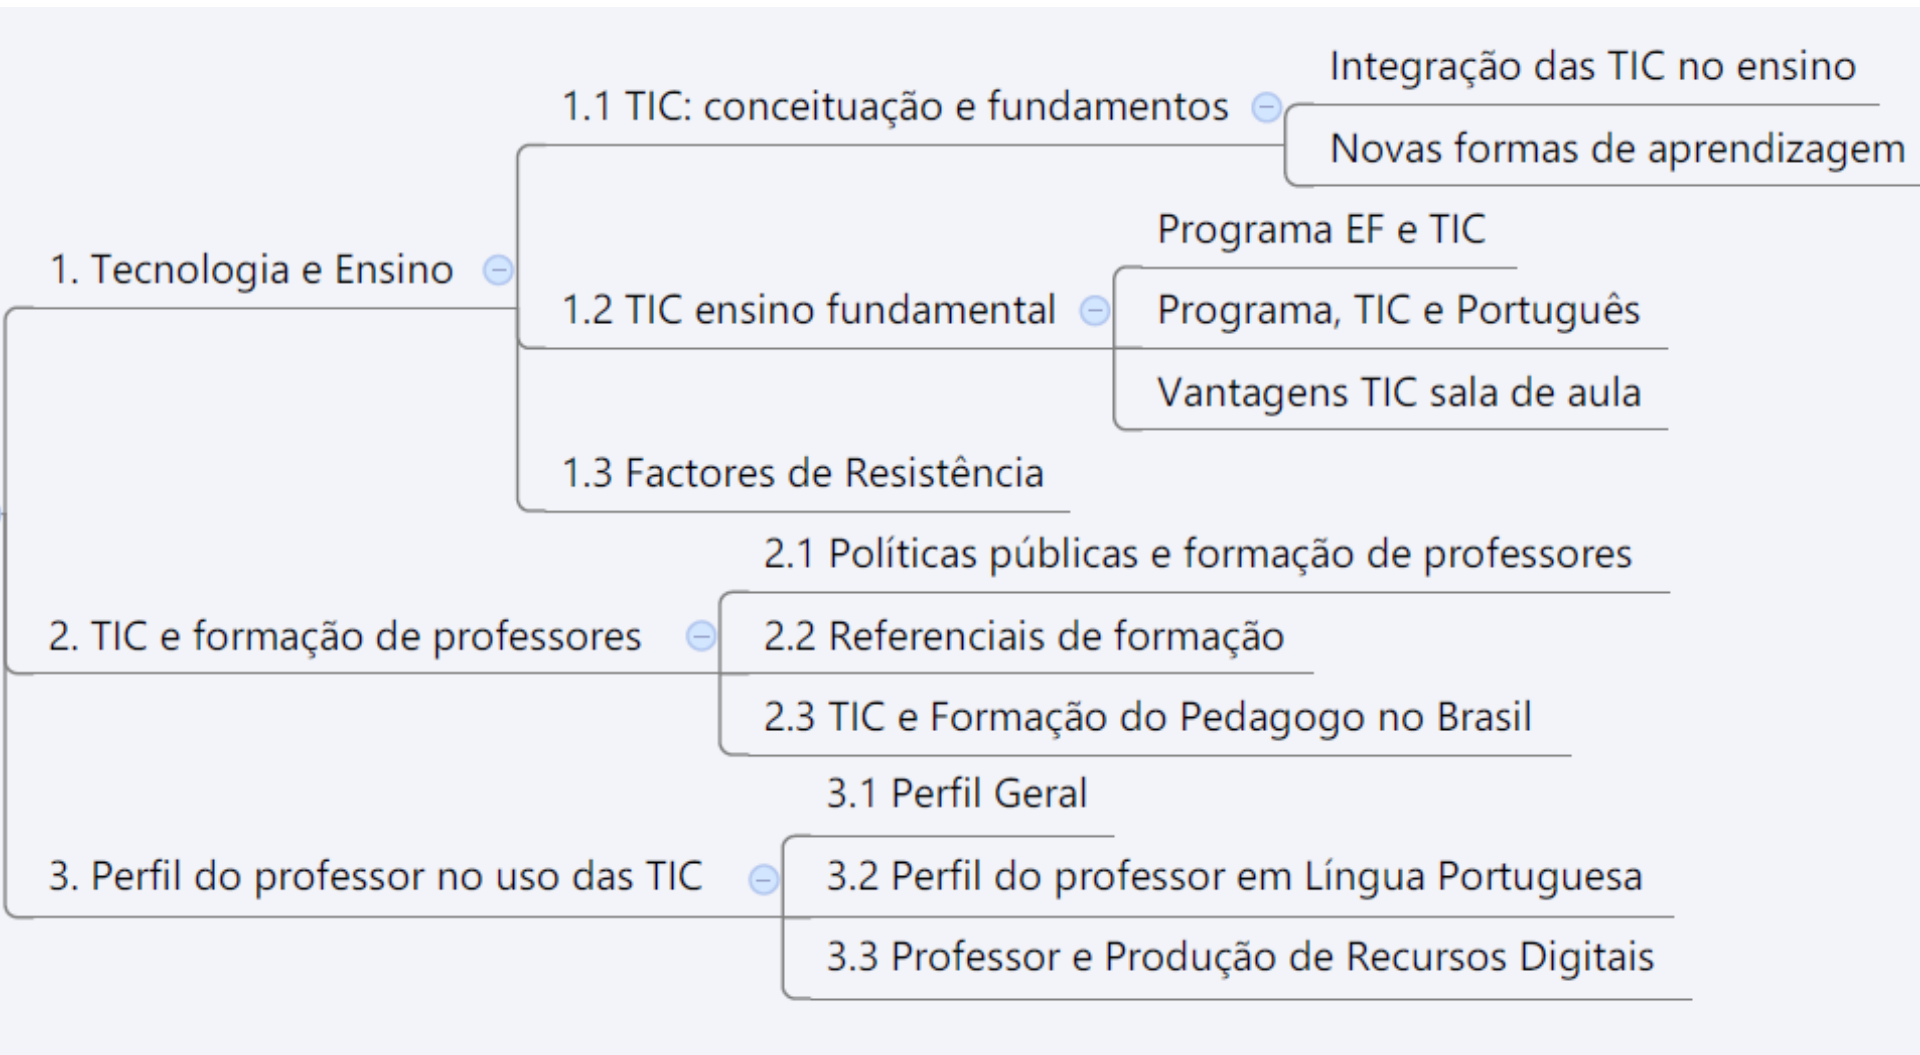 1. Tecnologia e Ensino
1.1 TIC: conceituação e fundamentos
Integração das TIC no ensino
Novas formas de aprendizagem
1.2 TIC ensino fundamental
Programa EF e TIC
Programa, TIC e Português
Vantagens TIC sala de aula
1.3 Factores de Resistência
2. TIC e formação de professores
2.1 Políticas públicas e formação de professores
2.2 Referenciais de formação
2.3 TIC e Formação do Pedagogo no Brasil
3. Perfil do professor no uso das TIC
3.1 Perfil Geral
3.2 Perfil do professor em Língua Portuguesa
3.3 Professor e Produção de Recursos Digitais